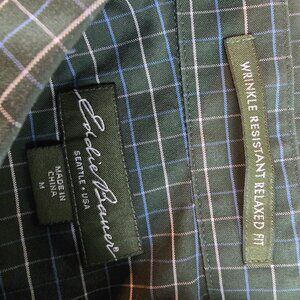 Eddie Bauer®
SEATTLE • USA
MADE IN
CHINA
M
WRINKLE RESISTANT RELAXED FIT